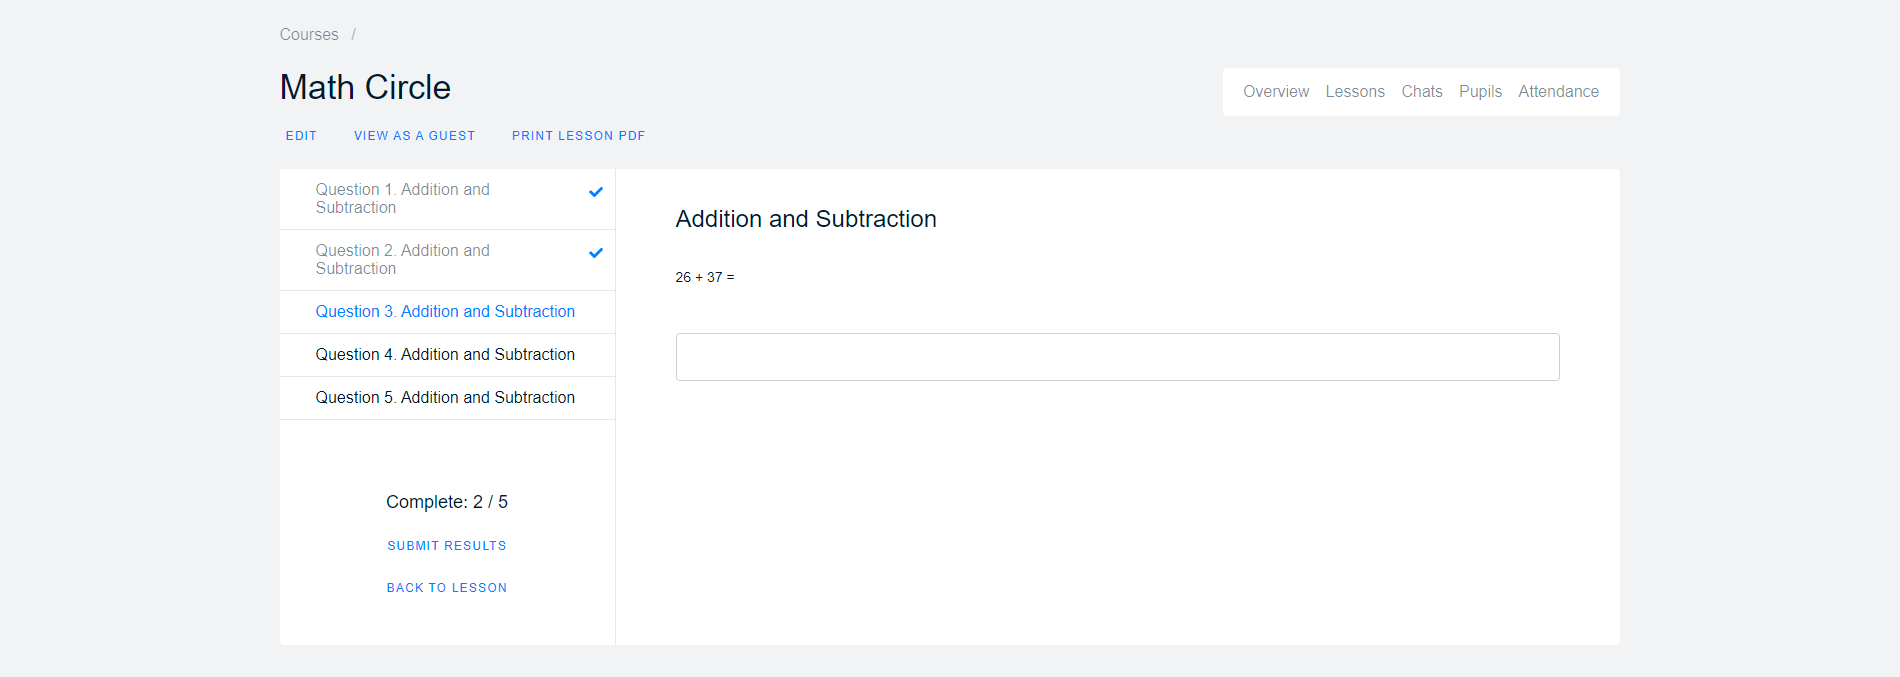 Courses /
Math Circle
Overview Lessons Chats Pupils Attendance
EDIT VIEW AS A GUEST PRINT LESSON PDF
Question 1. Addition and
Subtraction
Question 2. Addition and
Subtraction
Question 3. Addition and Subtraction
Question 4. Addition and Subtraction
Question 5. Addition and Subtraction
Complete: 2 / 5
SUBMIT RESULTS
BACK TO LESSON
Addition and Subtraction
26 + 37 =